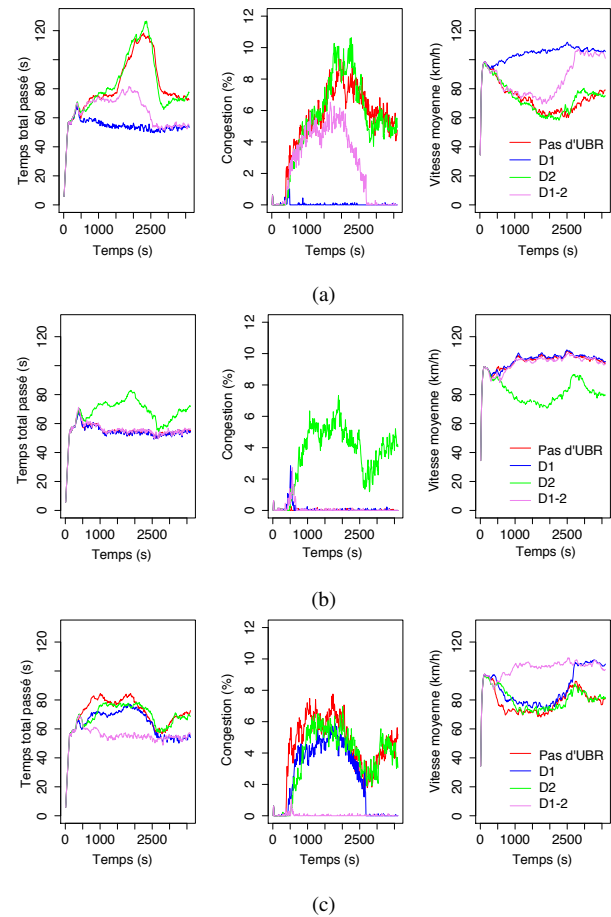 Temps total passé (s)
0 20 40 60 80 120
0 1000 2500
Temps (s)
Congestion (%)
0 2 4 6 8 10 12
0 1000 2500
Temps (s)
Vitesse moyenne (km/h)
0 20 40 60 80 120
Pas d'UBR
D1
D2
D1-2
0 1000 2500
Temps (s)
(a)
Temps total passé (s)
0 20 40 60 80 120
0 1000 2500
Temps (s)
Congestion (%)
0 2 4 6 8 10 12
0 1000 2500
Temps (s)
Vitesse moyenne (km/h)
0 20 40 60 80 120
Pas d'UBR
D1
D2
D1-2
0 1000 2500
Temps (s)
(b)
Temps total passé (s)
0 20 40 60 80 120
0 1000 2500
Temps (s)
Congestion (%)
0 2 4 6 8 10 12
0 1000 2500
Temps (s)
Vitesse moyenne (km/h)
0 20 40 60 80 120
Pas d'UBR
D1
D2
D1-2
0 1000 2500
Temps (s)
(c)